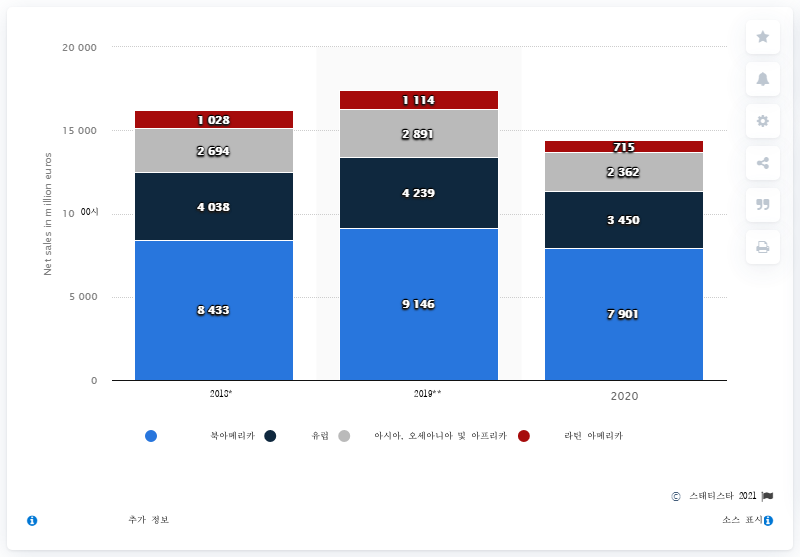 20 000
15 000
10 00시
5 000
0
Net sales in million euros
1 028
2 694
4 038
8 433
1 114
2 891
4 239
9 146
715
2 362
3 450
7 901
2018* 2019** 2020
북아메리카 유럽 아시아, 오세아니아 및 아프리카 라틴 아메리카
© 스태티스타 2021
추가 정보 소스 표시